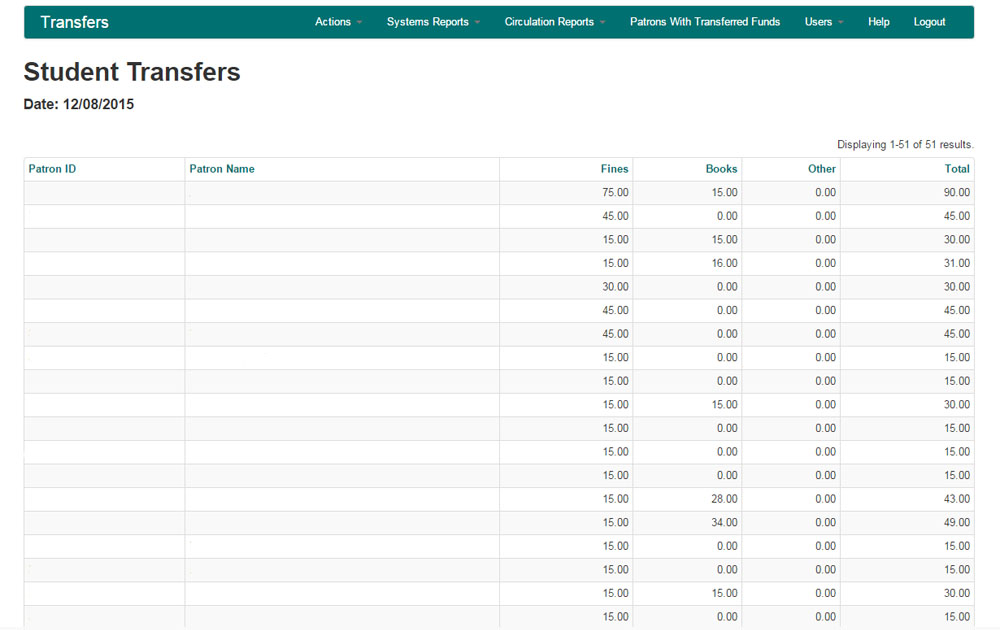 Transfers Actions Systems Reports Circulation Reports Patrons With Transferred Funds Users Help Logout
Student Transfers
Date: 12/08/2015
Displaying 1-51 of 51 results.
Patron ID Patron Name Fines Books Other Total
75.00 15.00 0.00 90.00
45.00 0.00 0.00 45.00
15.00 15.00 0.00 30.00
15.00 16.00 0.00 31.00
30.00 0.00 0.00 30.00
45.00 0.00 0.00 45.00
45.00 0.00 0.00 45.00
15.00 0.00 0.00 15.00
15.00 0.00 0.00 15.00
15.00 15.00 0.00 30.00
15.00 0.00 0.00 15.00
15.00 0.00 0.00 15.00
15.00 0.00 0.00 15.00
15.00 28.00 0.00 43.00
15.00 34.00 0.00 49.00
15.00 0.00 0.00 15.00
15.00 0.00 0.00 15.00
15.00 15.00 0.00 30.00
15.00 0.00 0.00 15.00